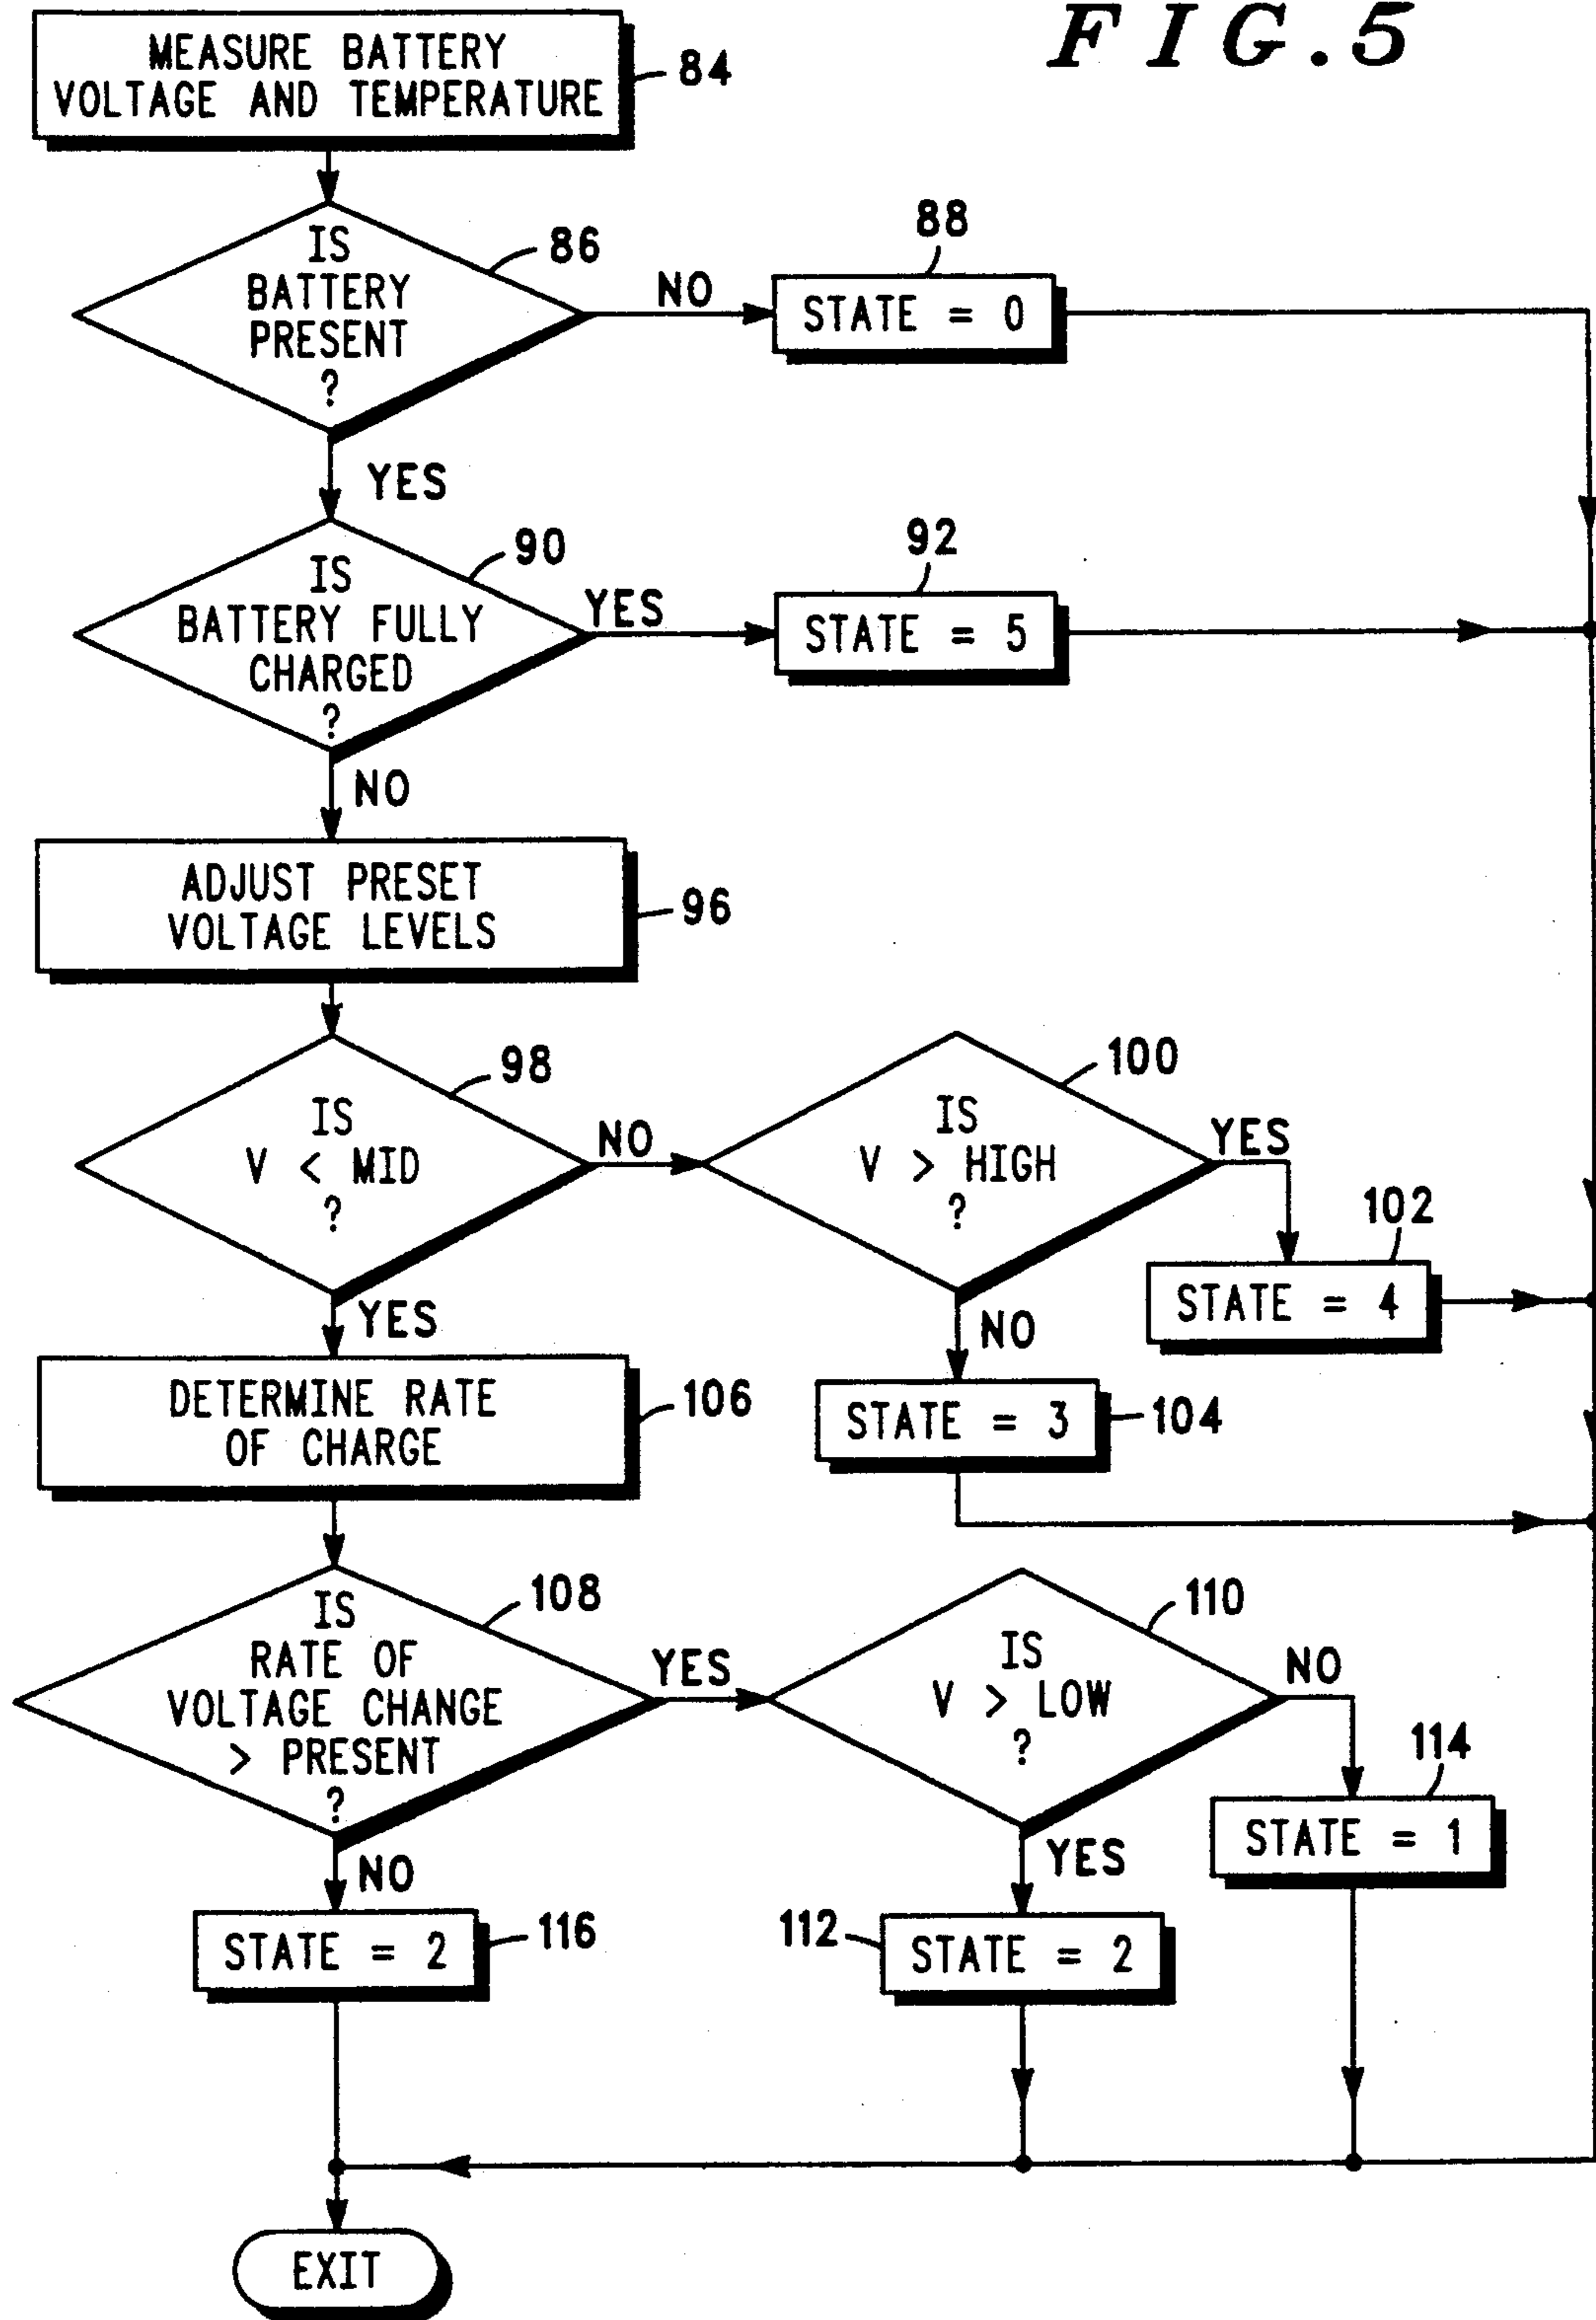 FIG.5
MEASURE BATTERY
VOLTAGE AND TEMPERATURE
84
IS
BATTERY
PRESENT
?
86
NO
88
STATE = 0
YES
IS
BATTERY FULLY
CHARGED
?
90
YES
92
STATE = 5
NO
ADJUST PRESET
VOLTAGE LEVELS
96
IS
V < MID
?
98
NO
IS
V > HIGH
?
100
YES
102
STATE = 4
NO
STATE = 3
104
YES
DETERMINE RATE
OF CHARGE
106
IS
RATE OF
VOLTAGE CHANGE
> PRESENT
?
108
YES
IS
V > LOW
?
110
NO
114
STATE = 1
YES
112
STATE = 2
NO
STATE = 2
116
EXIT